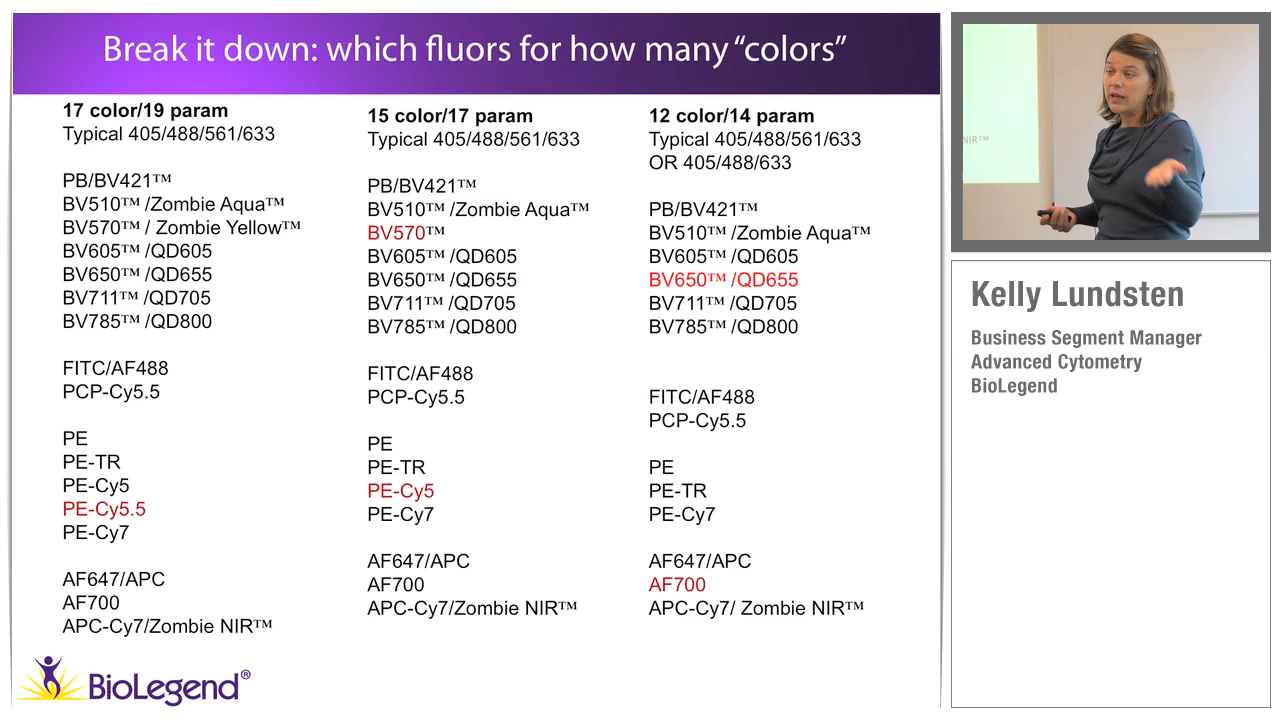 Break it down: which fluors for how many “colors”
17 color/19 param
Typical 405/488/561/633
PB/BV421™
BV510™ /Zombie Aqua™
BV570™ / Zombie Yellow™
BV605™ /QD605
BV650™ /QD655
BV711™ /QD705
BV785™ /QD800
FITC/AF488
PCP-Cy5.5
PE
PE-TR
PE-Cy5
PE-Cy5.5
PE-Cy7
AF647/APC
AF700
APC-Cy7/Zombie NIR™
15 color/17 param
Typical 405/488/561/633
PB/BV421™
BV510™ /Zombie Aqua™
BV570™
BV605™ /QD605
BV650™ /QD655
BV711™ /QD705
BV785™ /QD800
FITC/AF488
PCP-Cy5.5
PE
PE-TR
PE-Cy5
PE-Cy7
AF647/APC
AF700
APC-Cy7/Zombie NIR™
12 color/14 param
Typical 405/488/561/633
OR 405/488/633
PB/BV421™
BV510™ /Zombie Aqua™
BV605™ /QD605
BV650™ /QD655
BV711™ /QD705
BV785™ /QD800
FITC/AF488
PCP-Cy5.5
PE
PE-TR
PE-Cy7
AF647/APC
AF700
APC-Cy7/ Zombie NIR™
BioLegend®
NIR™
Kelly Lundsten
Business Segment Manager
Advanced Cytometry
BioLegend